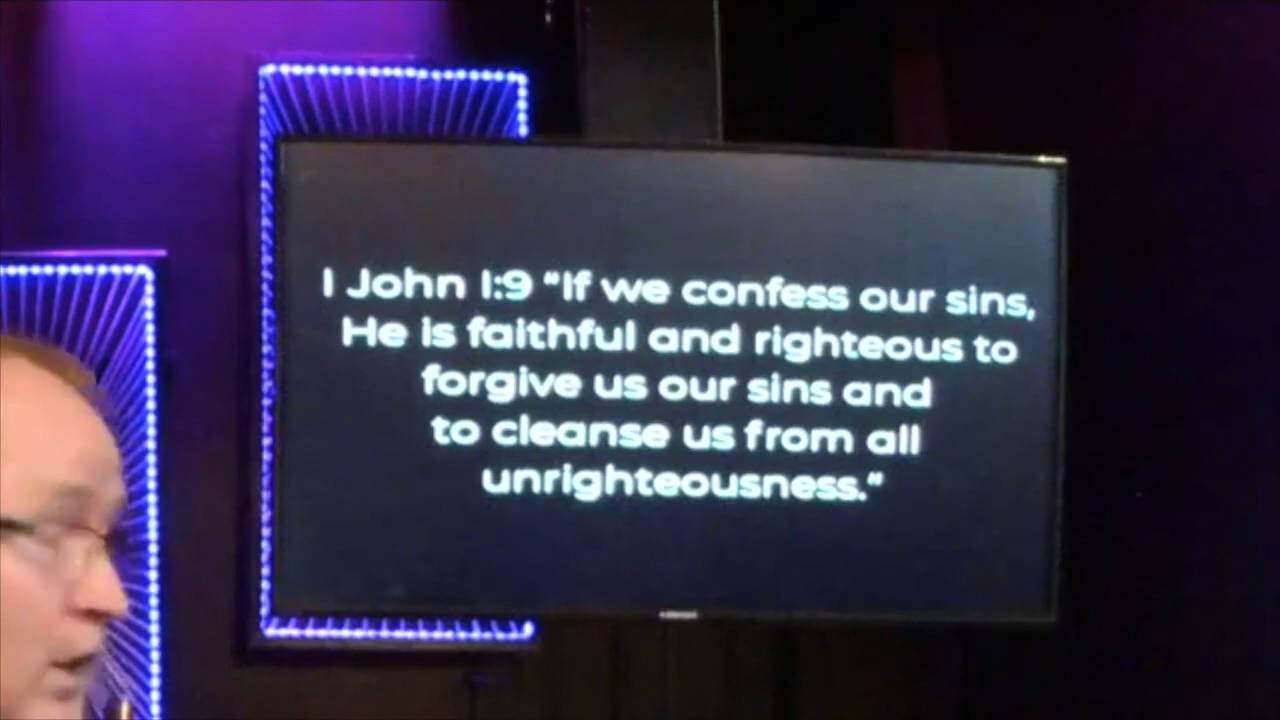 I John 1:9 "If we confess our sins,
He is faithful and righteous to
forgive us our sins and
to cleanse us from all
unrighteousness."